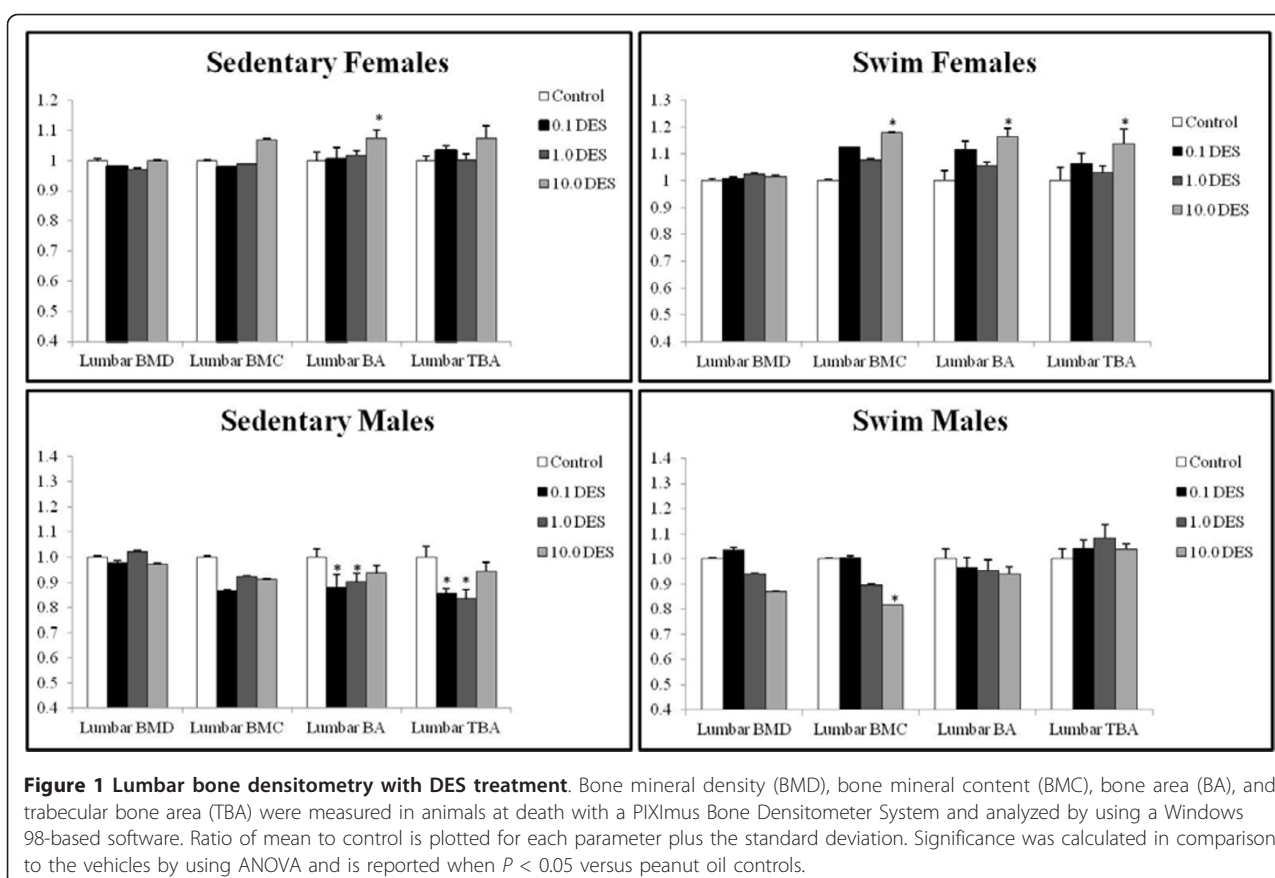 Sedentary Females
1.2
1.1
1
0.9
0.8
0.7
0.6
0.5
0.4
*
Lumbar BMD Lumbar BMC Lumbar BA Lumbar TBA
Control
0.1 DES
1.0 DES
10.0 DES
Swim Females
1.3
1.2
1.1
1
0.9
0.8
0.7
0.6
0.5
0.4
* * *
Lumbar BMD Lumbar BMC Lumbar BA Lumbar TBA
Control
0.1 DES
1.0 DES
10.0 DES
Sedentary Males
1.4
1.3
1.2
1.1
1.0
0.9
0.8
0.7
0.6
0.5
0.4
* * * *
Lumbar BMD Lumbar BMC Lumbar BA Lumbar TBA
Control
0.1 DES
1.0 DES
10.0 DES
Swim Males
1.4
1.3
1.2
1.1
1.0
0.9
0.8
0.7
0.6
0.5
0.4
*
Lumbar BMD Lumbar BMC Lumbar BA Lumbar TBA
Control
0.1 DES
1.0 DES
10.0 DES
Figure 1 Lumbar bone densitometry with DES treatment. Bone mineral density (BMD), bone mineral content (BMC), bone area (BA), and
trabecular bone area (TBA) were measured in animals at death with a PIXImus Bone Densitometer System and analyzed by using a Windows
98-based software. Ratio of mean to control is plotted for each parameter plus the standard deviation. Significance was calculated in comparison
to the vehicles by using ANOVA and is reported when P < 0.05 versus peanut oil controls.